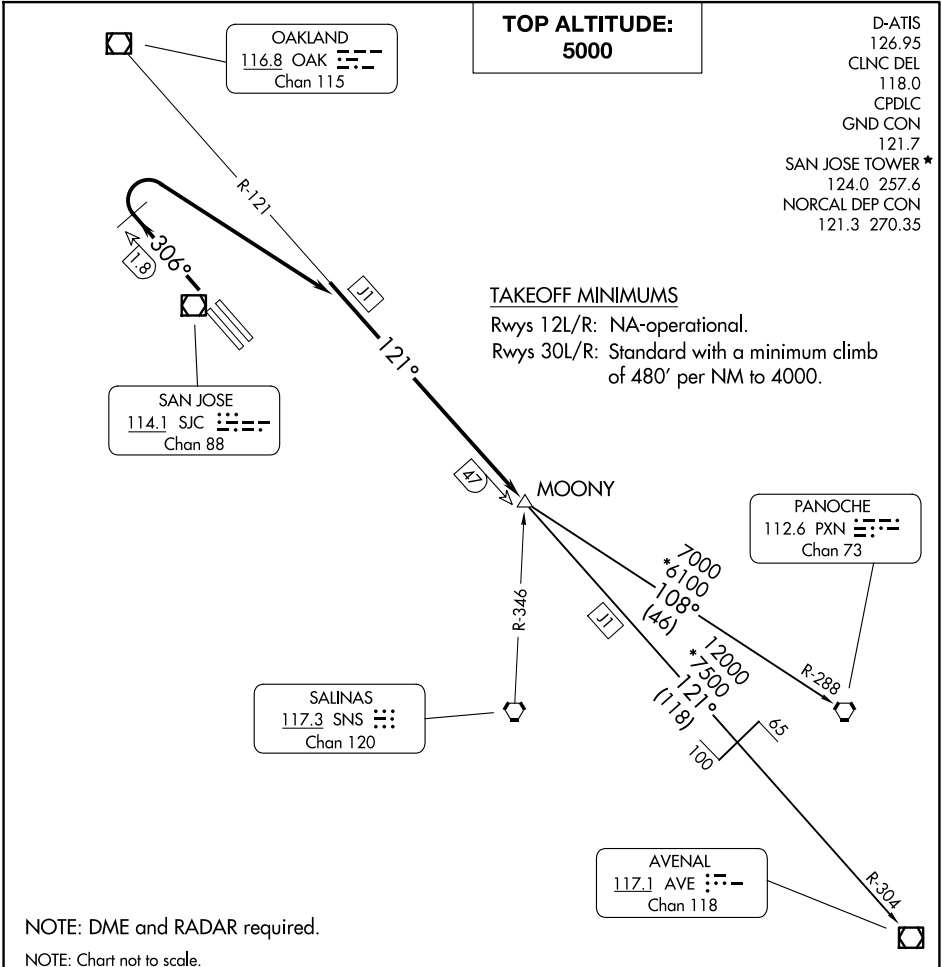 OAKLAND
116.8 OAK
Chan 115
TOP ALTITUDE:
5000
D-ATIS
126.95
CLNC DEL
118.0
CPDLC
GND CON
121.7
SAN JOSE TOWER★
124.0 257.6
NORCAL DEP CON
121.3 270.35
R-121
306°
1.8
J1
121°
TAKEOFF MINIMUMS
Rwys 12L/R: NA-operational.
Rwys 30L/R: Standard with a minimum climb
of 480' per NM to 4000.
SAN JOSE
114.1 SJC
Chan 88
47
MOONY
PANOCHE
112.6 PXN
Chan 73
7000
*6100
108°
(46)
R-346
J1
12000
*7500
121°
(118)
R-288
SALINAS
117.3 SNS
Chan 120
65
100
AVENAL
117.1 AVE
Chan 118
R-304
NOTE: DME and RADAR required.
NOTE: Chart not to scale.